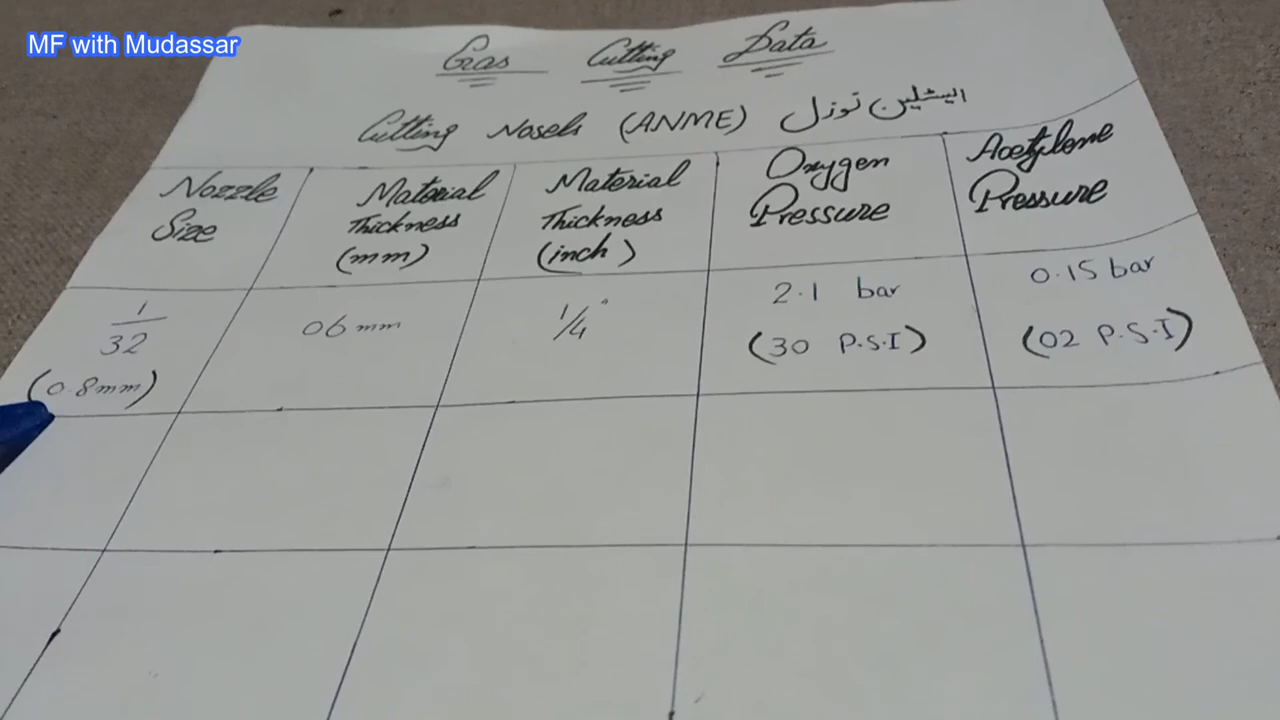 MF with Mudassar
Gas Cutting Data
Cutting Nosels (ANME) ایسٹلین نوزل
Nozzle Size
Material Thickness (mm)
Material Thickness (inch)
Oxygen Pressure
Acetylene Pressure
1/32 (0.8mm)
06 mm
1/4"
2.1 bar (30 P.S.I)
0.15 bar (02 P.S.I)